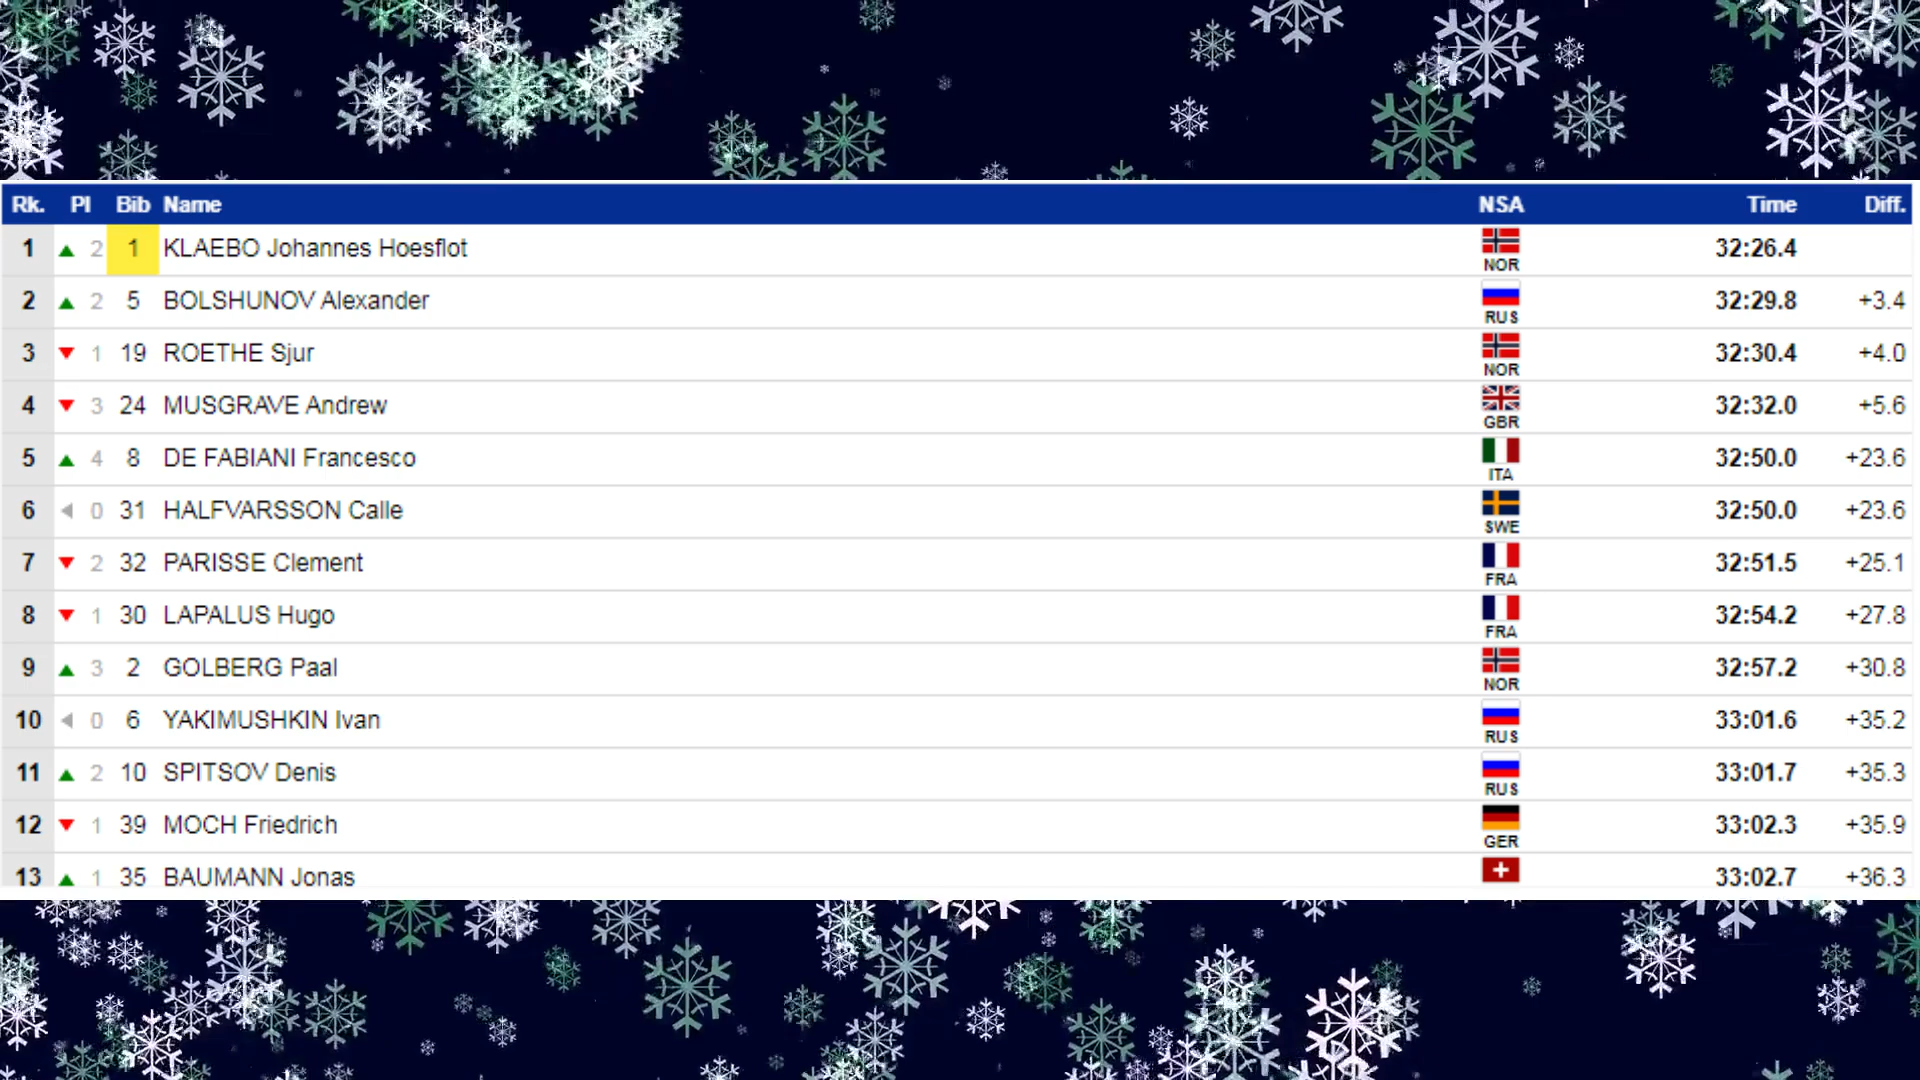 Rk. Pl Bib Name NSA Time Diff.
1 2 1 KLAEBO Johannes Hoesflot NOR 32:26.4
2 2 5 BOLSHUNOV Alexander RUS 32:29.8 +3.4
3 1 19 ROETHE Sjur NOR 32:30.4 +4.0
4 3 24 MUSGRAVE Andrew GBR 32:32.0 +5.6
5 4 8 DE FABIANI Francesco ITA 32:50.0 +23.6
6 0 31 HALFVARSSON Calle SWE 32:50.0 +23.6
7 2 32 PARISSE Clement FRA 32:51.5 +25.1
8 1 30 LAPALUS Hugo FRA 32:54.2 +27.8
9 3 2 GOLBERG Paal NOR 32:57.2 +30.8
10 0 6 YAKIMUSHKIN Ivan RUS 33:01.6 +35.2
11 2 10 SPITSOV Denis RUS 33:01.7 +35.3
12 1 39 MOCH Friedrich GER 33:02.3 +35.9
13 1 35 BAUMANN Jonas 33:02.7 +36.3